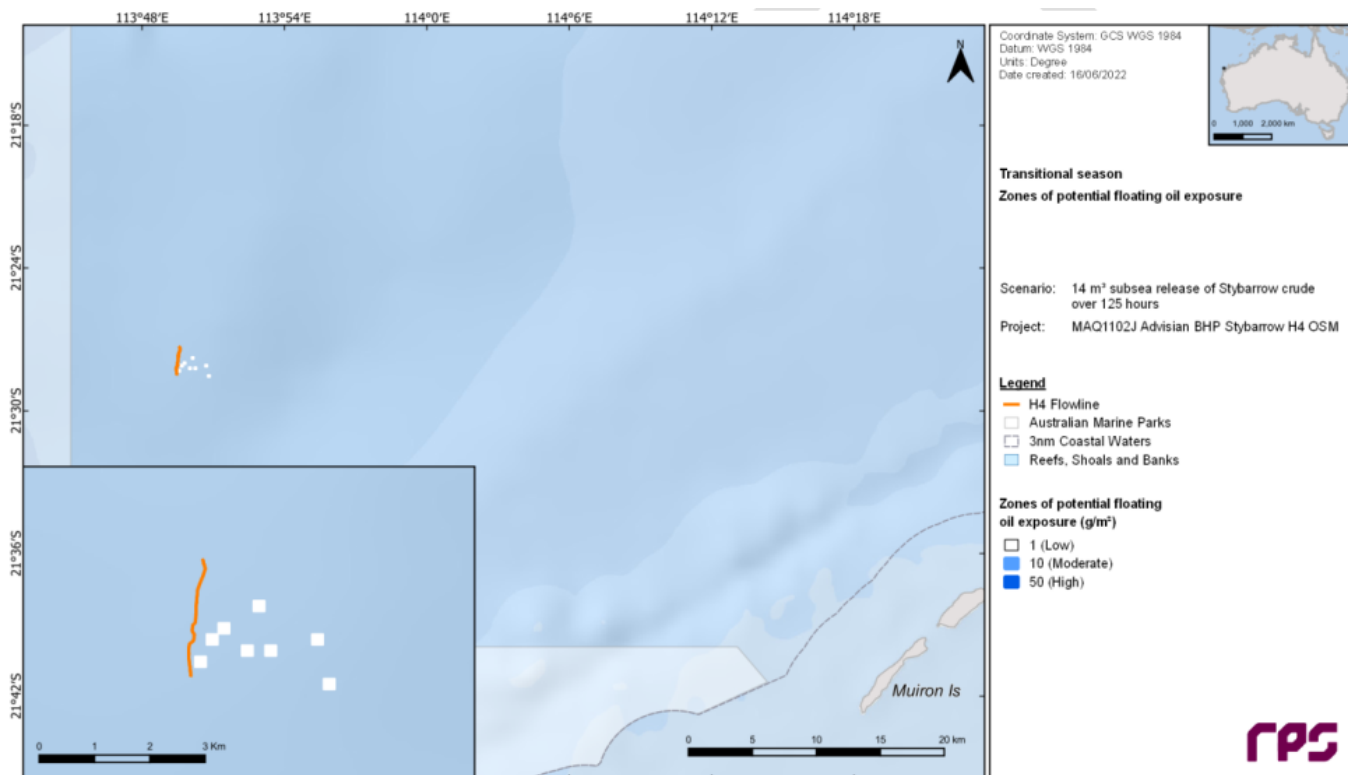 113°48'E 113°54'E 114°0'E 114°6'E 114°12'E 114°18'E
21°18'S
21°24'S
21°30'S
21°36'S
21°42'S
N
Muiron Is
0 1 2 3 Km
0 5 10 15 20 km
Coordinate System: GCS WGS 1984
Datum: WGS 1984
Units: Degree
Date created: 16/06/2022
0 1,000 2,000 km
Transitional season
Zones of potential floating oil exposure
Scenario: 14 m³ subsea release of Stybarrow crude
over 125 hours
Project: MAQ1102J Advisian BHP Stybarrow H4 OSM
Legend
H4 Flowline
Australian Marine Parks
3nm Coastal Waters
Reefs, Shoals and Banks
Zones of potential floating
oil exposure (g/m²)
1 (Low)
10 (Moderate)
50 (High)
rps